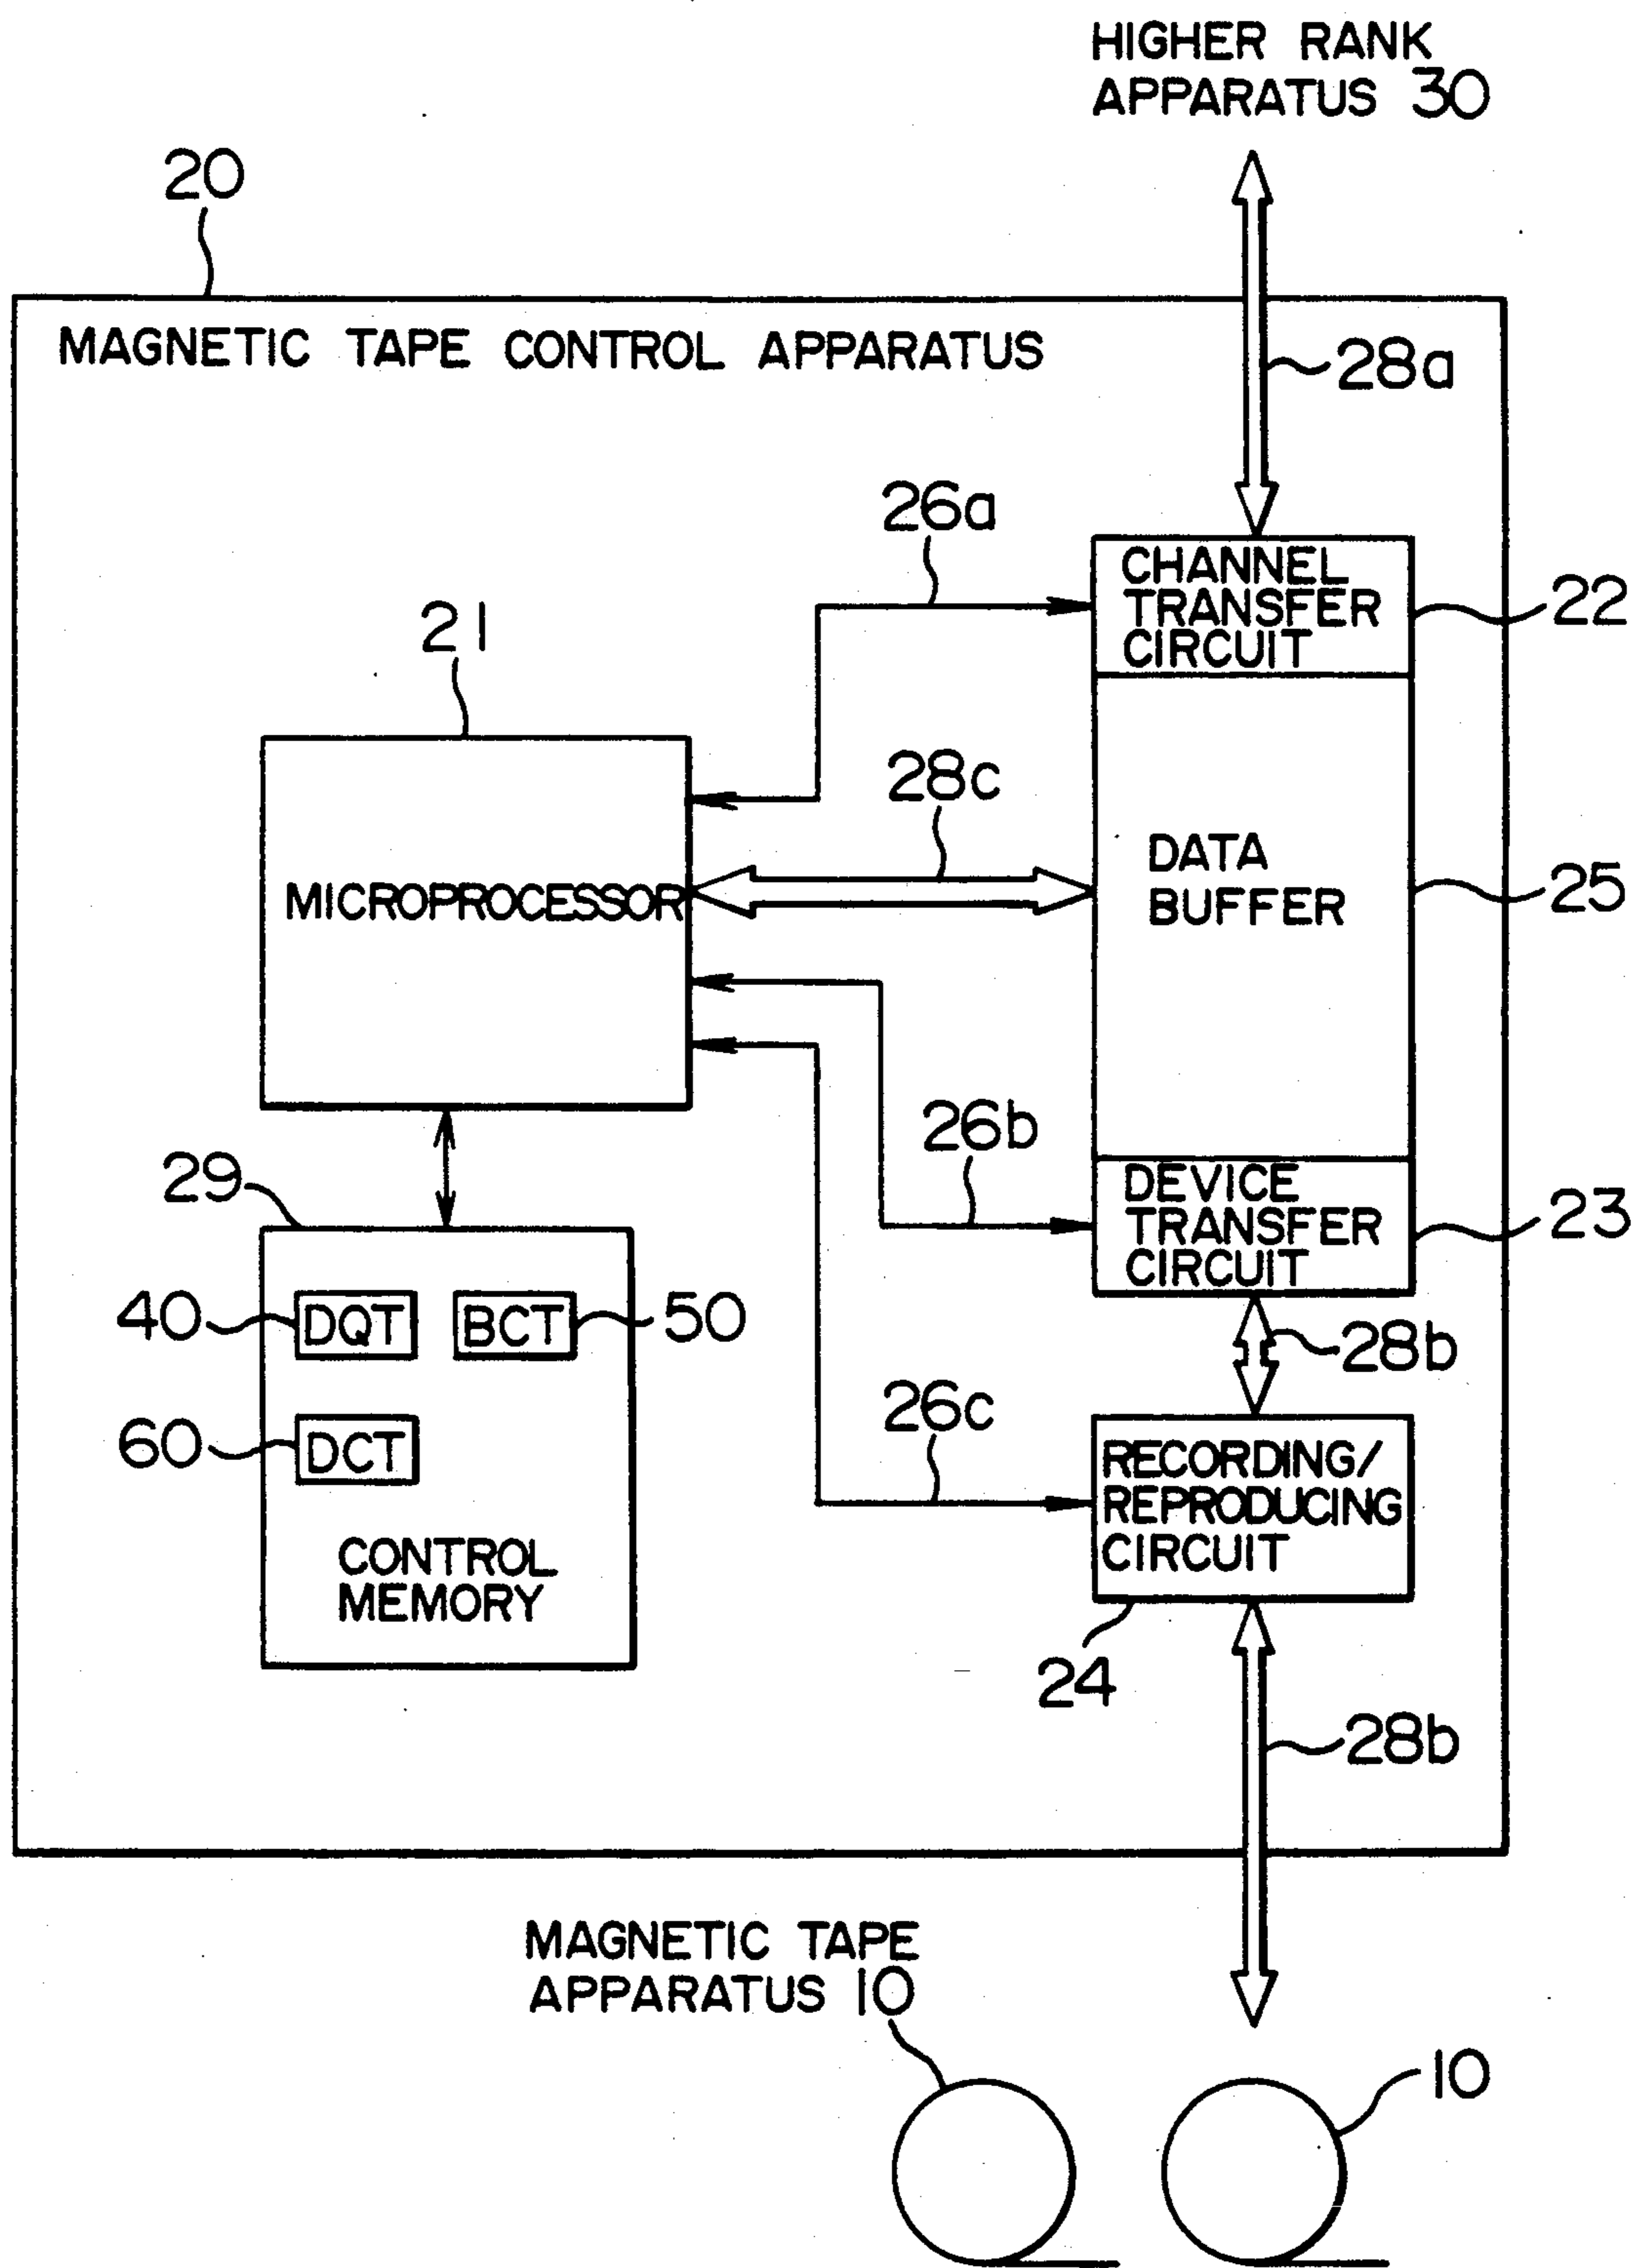 HIGHER RANK
APPARATUS 30
20
MAGNETIC TAPE CONTROL APPARATUS
28a
26a
CHANNEL
TRANSFER
CIRCUIT
22
21
28c
MICROPROCESSOR
DATA
BUFFER
25
26b
29
DEVICE
TRANSFER
CIRCUIT
23
40
DQT
BCT
50
28b
60
DCT
26c
RECORDING/
REPRODUCING
CIRCUIT
CONTROL
MEMORY
24
28b
MAGNETIC TAPE
APPARATUS 10
10